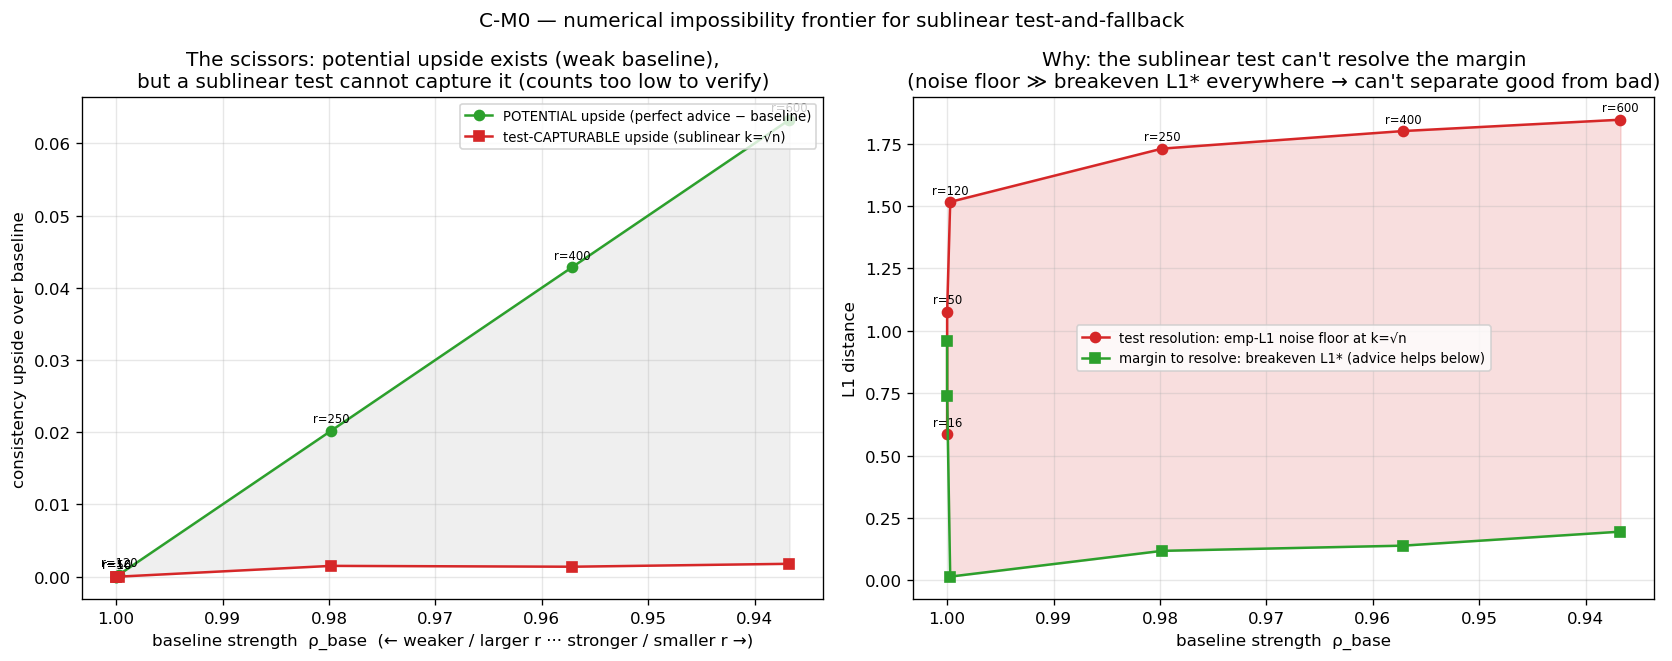 C-M0 — numerical impossibility frontier for sublinear test-and-fallback
The scissors: potential upside exists (weak baseline),
but a sublinear test cannot capture it (counts too low to verify)
consistency upside over baseline
0.06
0.05
0.04
0.03
0.02
0.01
0.00
r=600
POTENTIAL upside (perfect advice − baseline)
test-CAPTURABLE upside (sublinear k=√n)
r=400
r=250
r=120
1.00
0.99
0.98
0.97
0.96
0.95
0.94
baseline strength ρ_base (← weaker / larger r ··· stronger / smaller r →)
Why: the sublinear test can't resolve the margin
(noise floor ≫ breakeven L1* everywhere → can't separate good from bad)
L1 distance
1.75
1.50
1.25
1.00
0.75
0.50
0.25
0.00
r=600
r=400
r=250
r=120
r=50
r=16
test resolution: emp-L1 noise floor at k=√n
margin to resolve: breakeven L1* (advice helps below)
1.00
0.99
0.98
0.97
0.96
0.95
0.94
baseline strength ρ_base